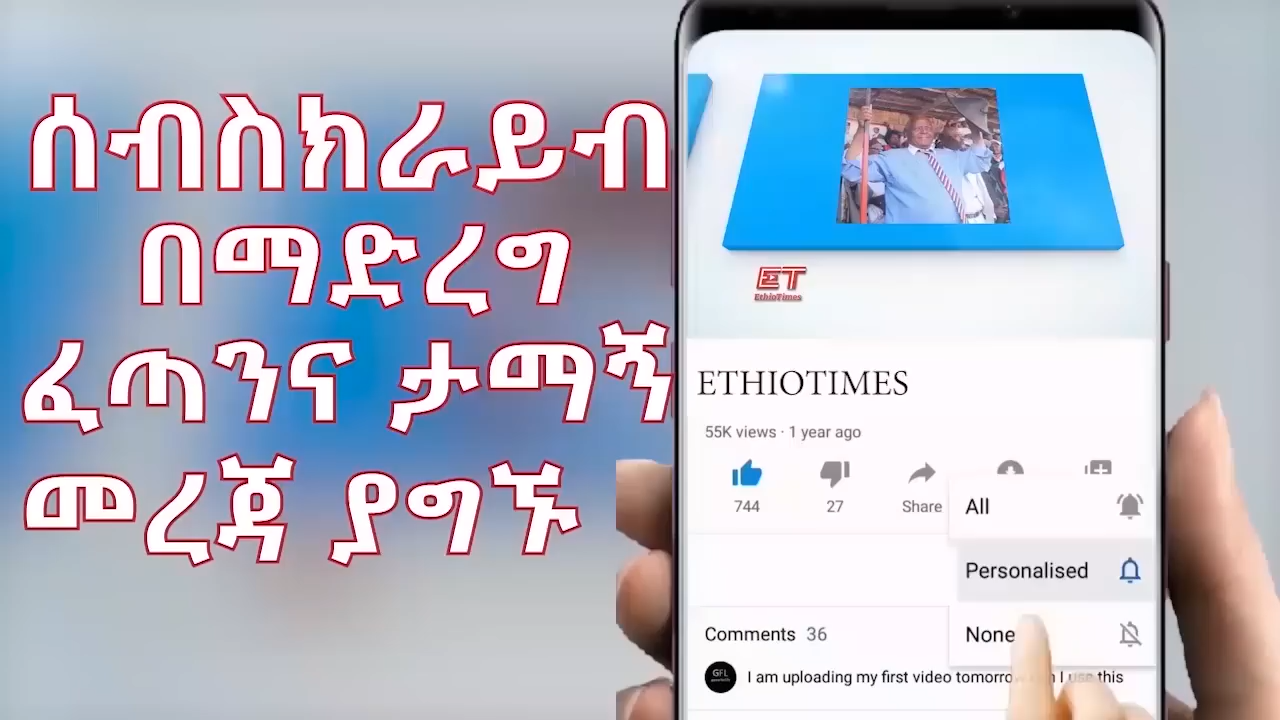 ሰብስክራይብ
በማድረግ
ፈጣንና ታማኝ
መረጃ ያግኙ
ET
EthioTimes
ETHIOTIMES
55K views · 1 year ago
744
27
Share
All
Personalised
None
Comments 36
GFL
I am uploading my first video tomorrow I use this